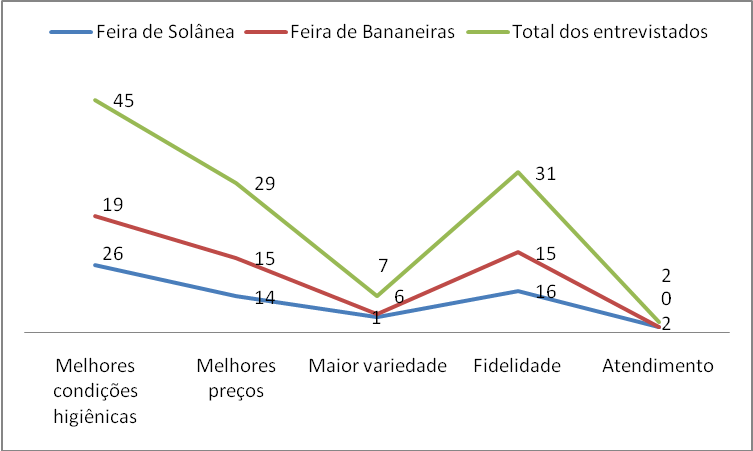 Feira de Solânea Feira de Bananeiras Total dos entrevistados
45
29
7
31
2
19
15
1
15
0
26
14
6
16
2
Melhores condições higiênicas
Melhores preços
Maior variedade
Fidelidade
Atendimento